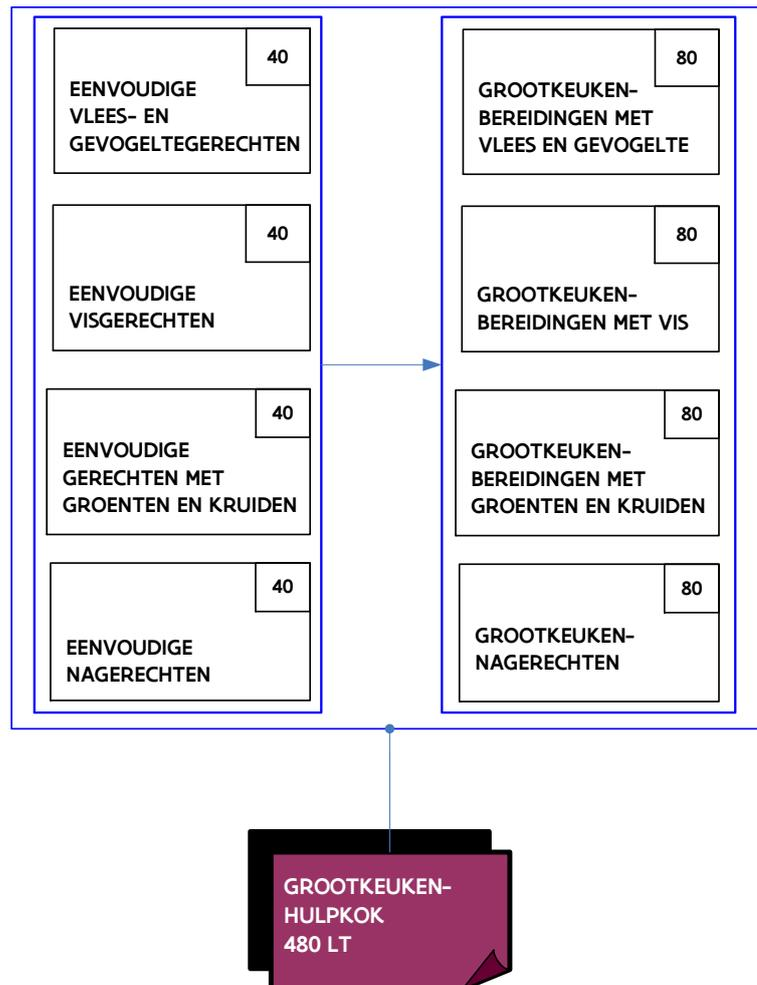 40
EENVOUDIGE
VLEES- EN
GEVOGELTEGERECHTEN
40
EENVOUDIGE
VISGERECHTEN
40
EENVOUDIGE
GERECHTEN MET
GROENTEN EN KRUIDEN
40
EENVOUDIGE
NAGERECHTEN
80
GROOTKEUKEN-
BEREIDINGEN MET
VLEES EN GEVOGELTE
80
GROOTKEUKEN-
BEREIDINGEN MET VIS
80
GROOTKEUKEN-
BEREIDINGEN MET
GROENTEN EN KRUIDEN
80
GROOTKEUKEN-
NAGERECHTEN
GROOTKEUKEN-
HULPKOK
480 LT